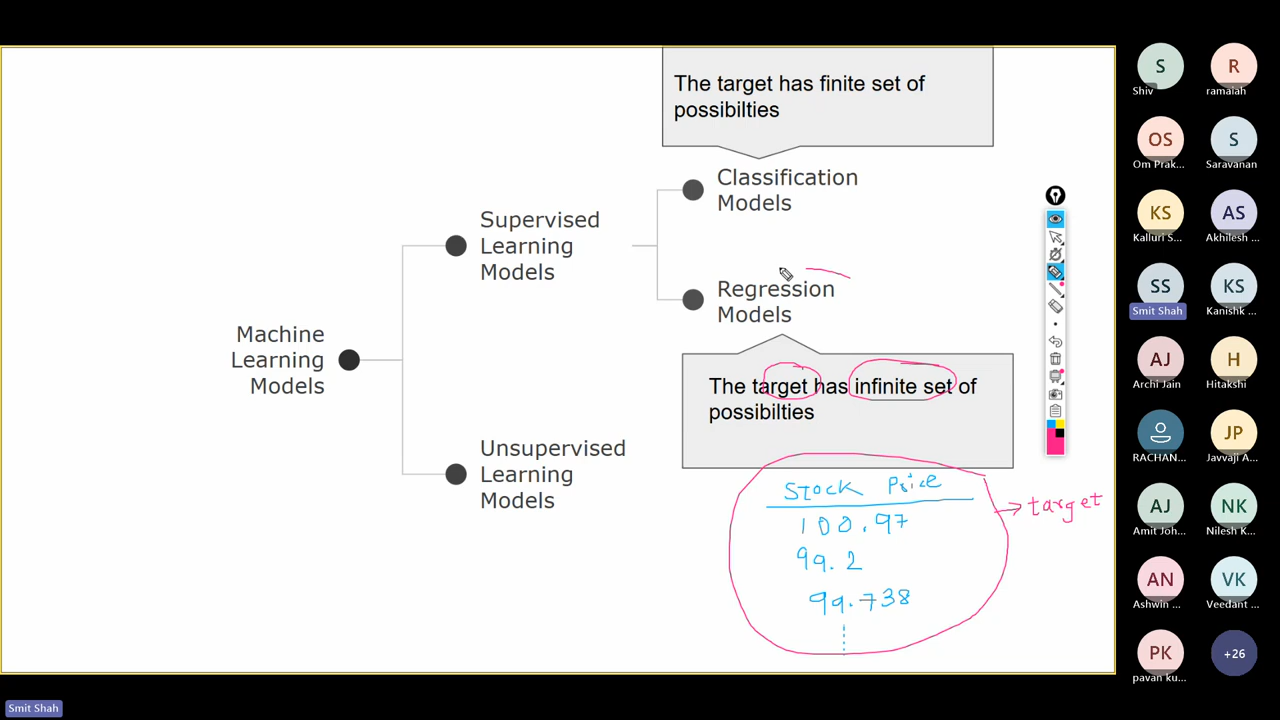 The target has finite set of
possibilties
Classification
Models
Supervised
Learning
Models
Regression
Models
Machine
Learning
Models
The target has infinite set of
possibilties
Unsupervised
Learning
Models
Stock Price
100.97
99.2
99.738
target
S
Shiv
R
ramaiah
OS
Om Prak...
S
Saravanan
KS
Kalluri S...
AS
Akhilesh ...
SS
Smit Shah
KS
Kanishk ...
AJ
Archi Jain
H
Hitakshi
RACHAN...
JP
Javvaji A...
AJ
Amit Joh...
NK
Nilesh K...
AN
Ashwin ...
VK
Veedant ...
PK
pavan ku...
+26
Smit Shah